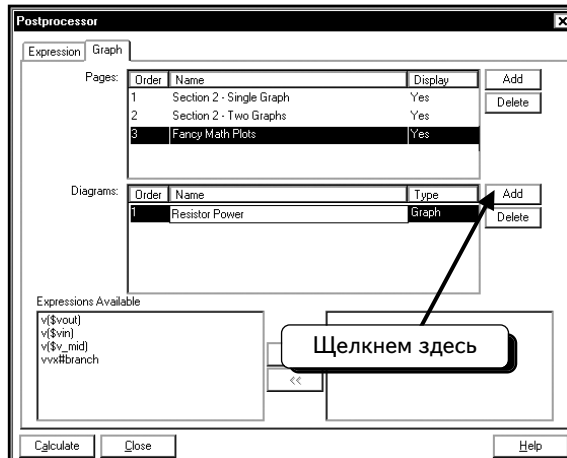 Postprocessor
Expression Graph
Pages:
Order Name Display
1 Section 2 - Single Graph Yes
2 Section 2 - Two Graphs Yes
3 Fancy Math Plots Yes
Add
Delete
Diagrams:
Order Name Type
1 Resistor Power Graph
Add
Delete
Expressions Available
v($vout)
v($vin)
v($v_mid)
vvx#branch
Щелкнем здесь
<<
Calculate Close Help